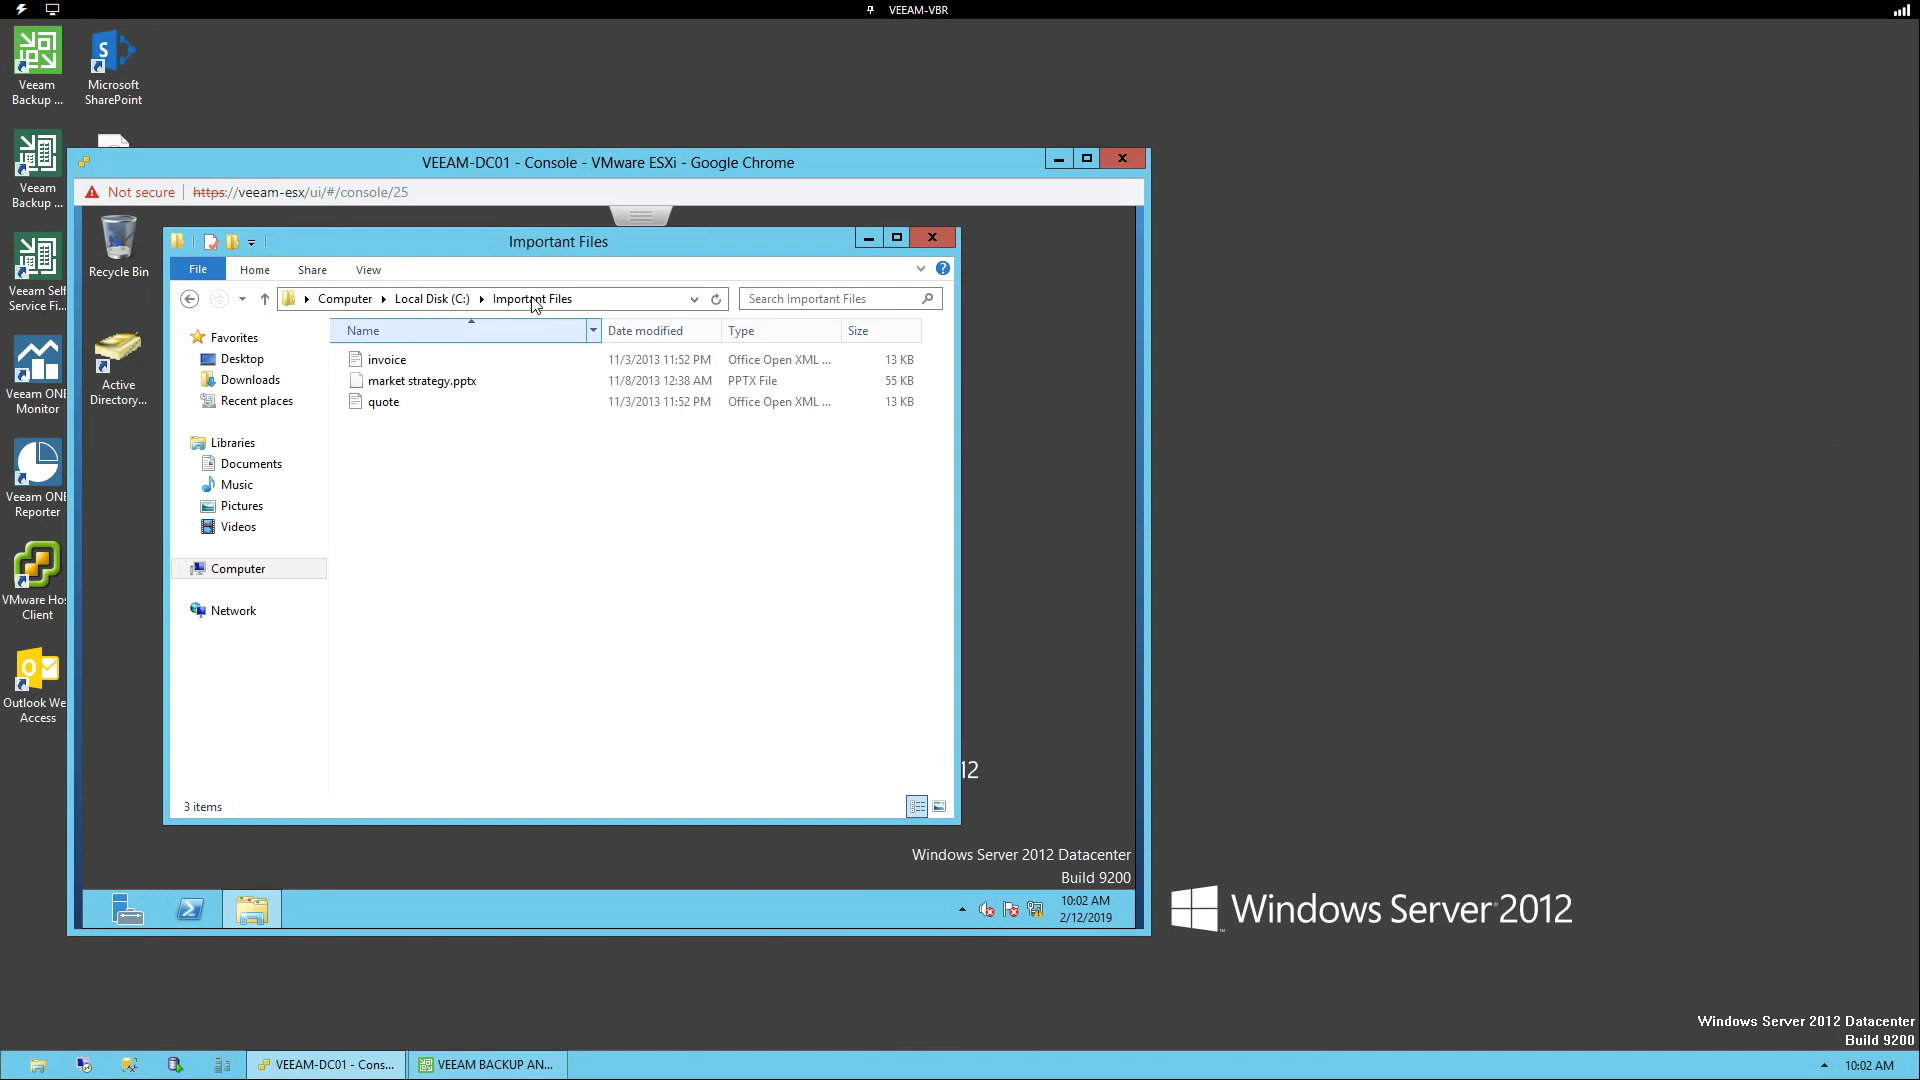 VEEAM-VBR
Veeam
Backup ...
Microsoft
SharePoint
Veeam
Backup ...
Veeam Self
Service Fi...
Veeam ONE
Monitor
Veeam ONE
Reporter
VMware Hos
Client
Outlook We
Access
VEEAM-DC01 - Console - VMware ESXi - Google Chrome
Not secure https://veeam-esx/ui/#/console/25
Recycle Bin
Active
Directory...
Important Files
File Home Share View
Computer Local Disk (C:) Important Files Search Important Files
Name Date modified Type Size
invoice 11/3/2013 11:52 PM Office Open XML ... 13 KB
market strategy.pptx 11/8/2013 12:38 AM PPTX File 55 KB
quote 11/3/2013 11:52 PM Office Open XML ... 13 KB
Favorites
Desktop
Downloads
Recent places
Libraries
Documents
Music
Pictures
Videos
Computer
Network
3 items
12
Windows Server 2012 Datacenter
Build 9200
10:02 AM
2/12/2019
Windows Server 2012
Windows Server 2012 Datacenter
Build 9200
VEEAM-DC01 - Cons... VEEAM BACKUP AN... 10:02 AM